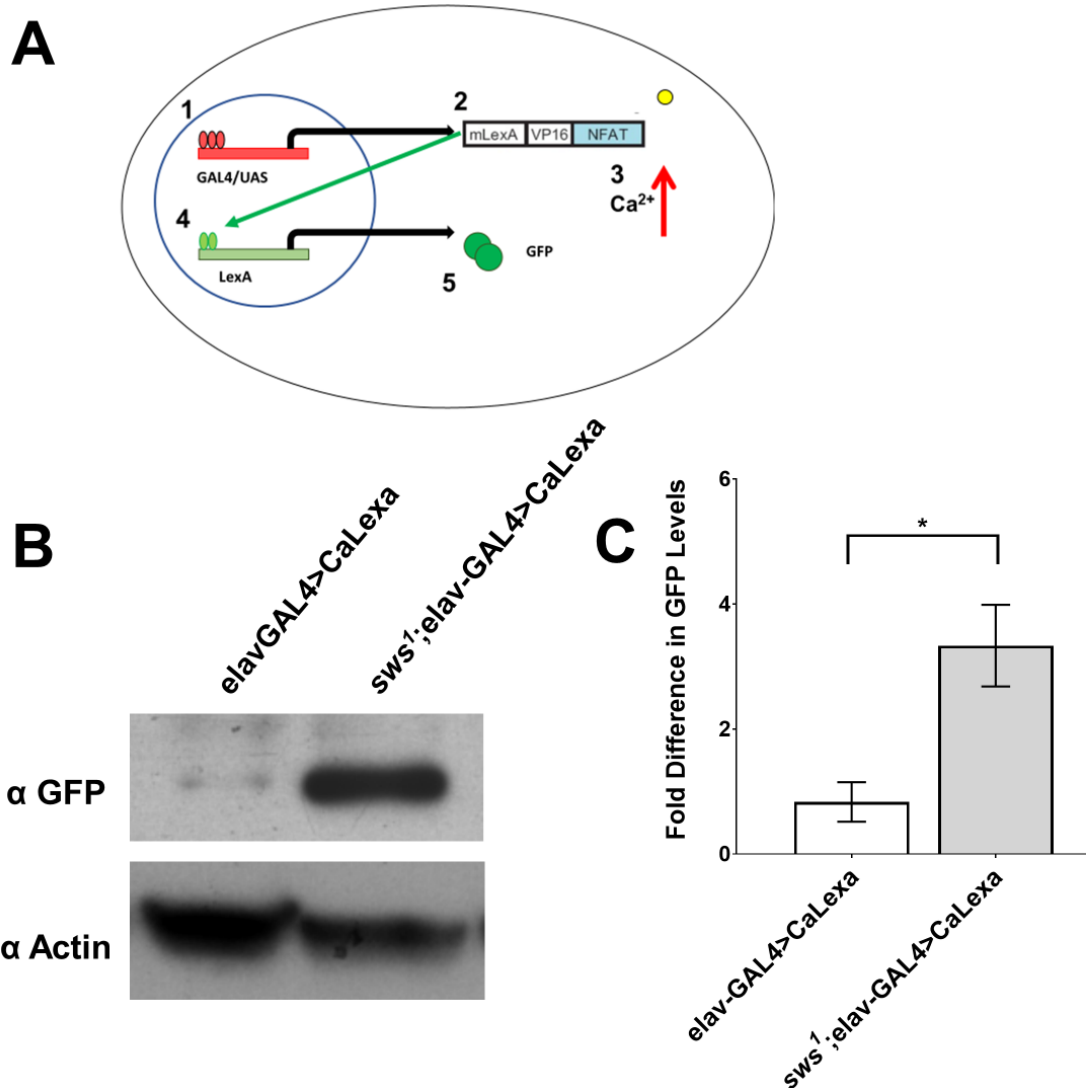 A
1
GAL4/UAS
2
mLexA VP16 NFAT
3
Ca²⁺
4
LexA
5
GFP
B
elavGAL4>CaLexa
sws¹;elav-GAL4>CaLexa
α GFP
α Actin
C
Fold Difference in GFP Levels
6
4
2
0
*
elav-GAL4>CaLexa
sws¹;elav-GAL4>CaLexa